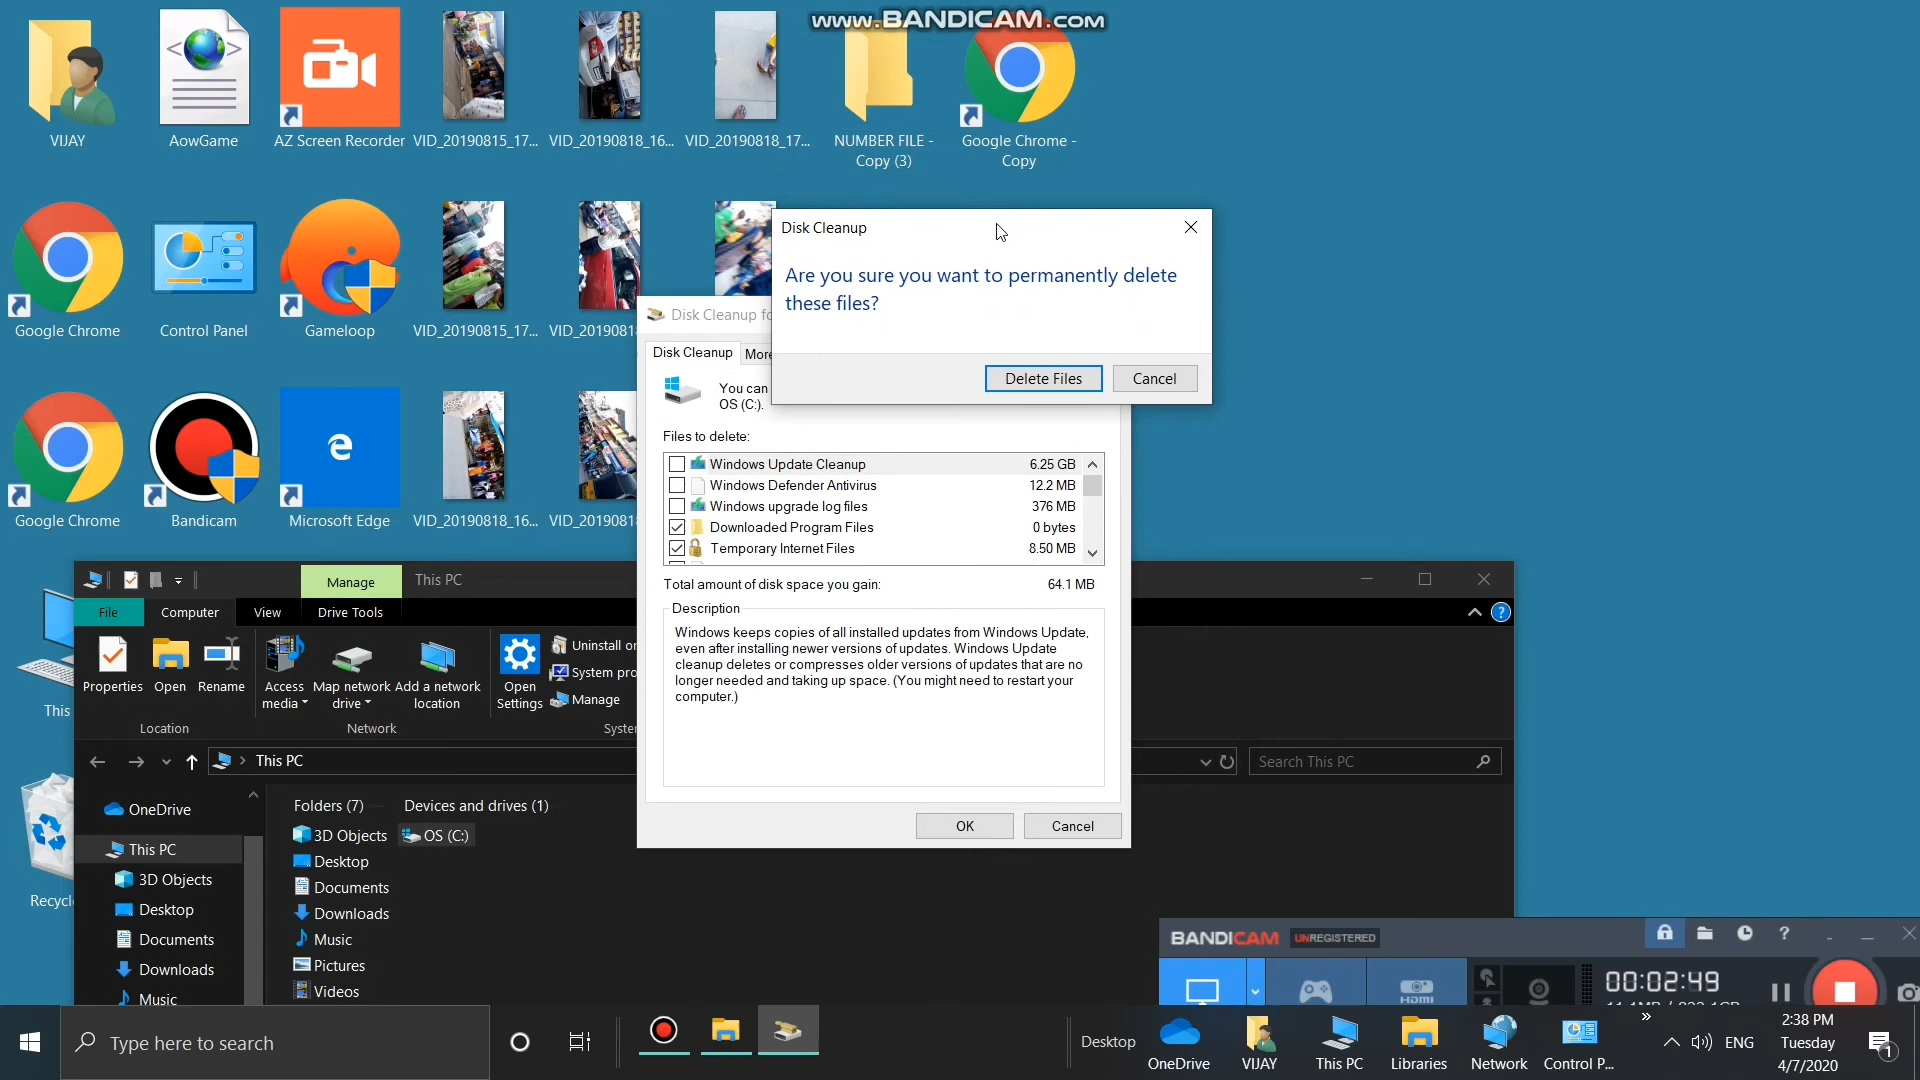 www.BANDICAM.com
VIJAY
AowGame
AZ Screen Recorder
VID_20190815_17...
VID_20190818_16...
VID_20190818_17...
NUMBER FILE -
Copy (3)
Google Chrome -
Copy
Google Chrome
Control Panel
Gameloop
VID_20190815_17...
VID_2019081
Google Chrome
Bandicam
Microsoft Edge
VID_20190818_16...
VID_2019081
Disk Cleanup
Are you sure you want to permanently delete
these files?
Delete Files
Cancel
Disk Cleanup fo
Disk Cleanup
More
You can
OS (C:).
Files to delete:
Windows Update Cleanup 6.25 GB
Windows Defender Antivirus 12.2 MB
Windows upgrade log files 376 MB
Downloaded Program Files 0 bytes
Temporary Internet Files 8.50 MB
Total amount of disk space you gain: 64.1 MB
Description
Windows keeps copies of all installed updates from Windows Update,
even after installing newer versions of updates. Windows Update
cleanup deletes or compresses older versions of updates that are no
longer needed and taking up space. (You might need to restart your
computer.)
OK
Cancel
This
Recycl
Manage
This PC
File
Computer
View
Drive Tools
Properties
Open
Rename
Access
media
Map network
drive
Add a network
location
Open
Settings
Uninstall or
System pro
Manage
Location
Network
Syste
This PC
Search This PC
OneDrive
This PC
3D Objects
Desktop
Documents
Downloads
Music
Folders (7)
Devices and drives (1)
3D Objects
OS (C:)
Desktop
Documents
Downloads
Music
Pictures
Videos
BANDICAM
UNREGISTERED
HDMI
00:02:49
Type here to search
Desktop
OneDrive
VIJAY
This PC
Libraries
Network
Control P...
ENG
2:38 PM
Tuesday
4/7/2020
1